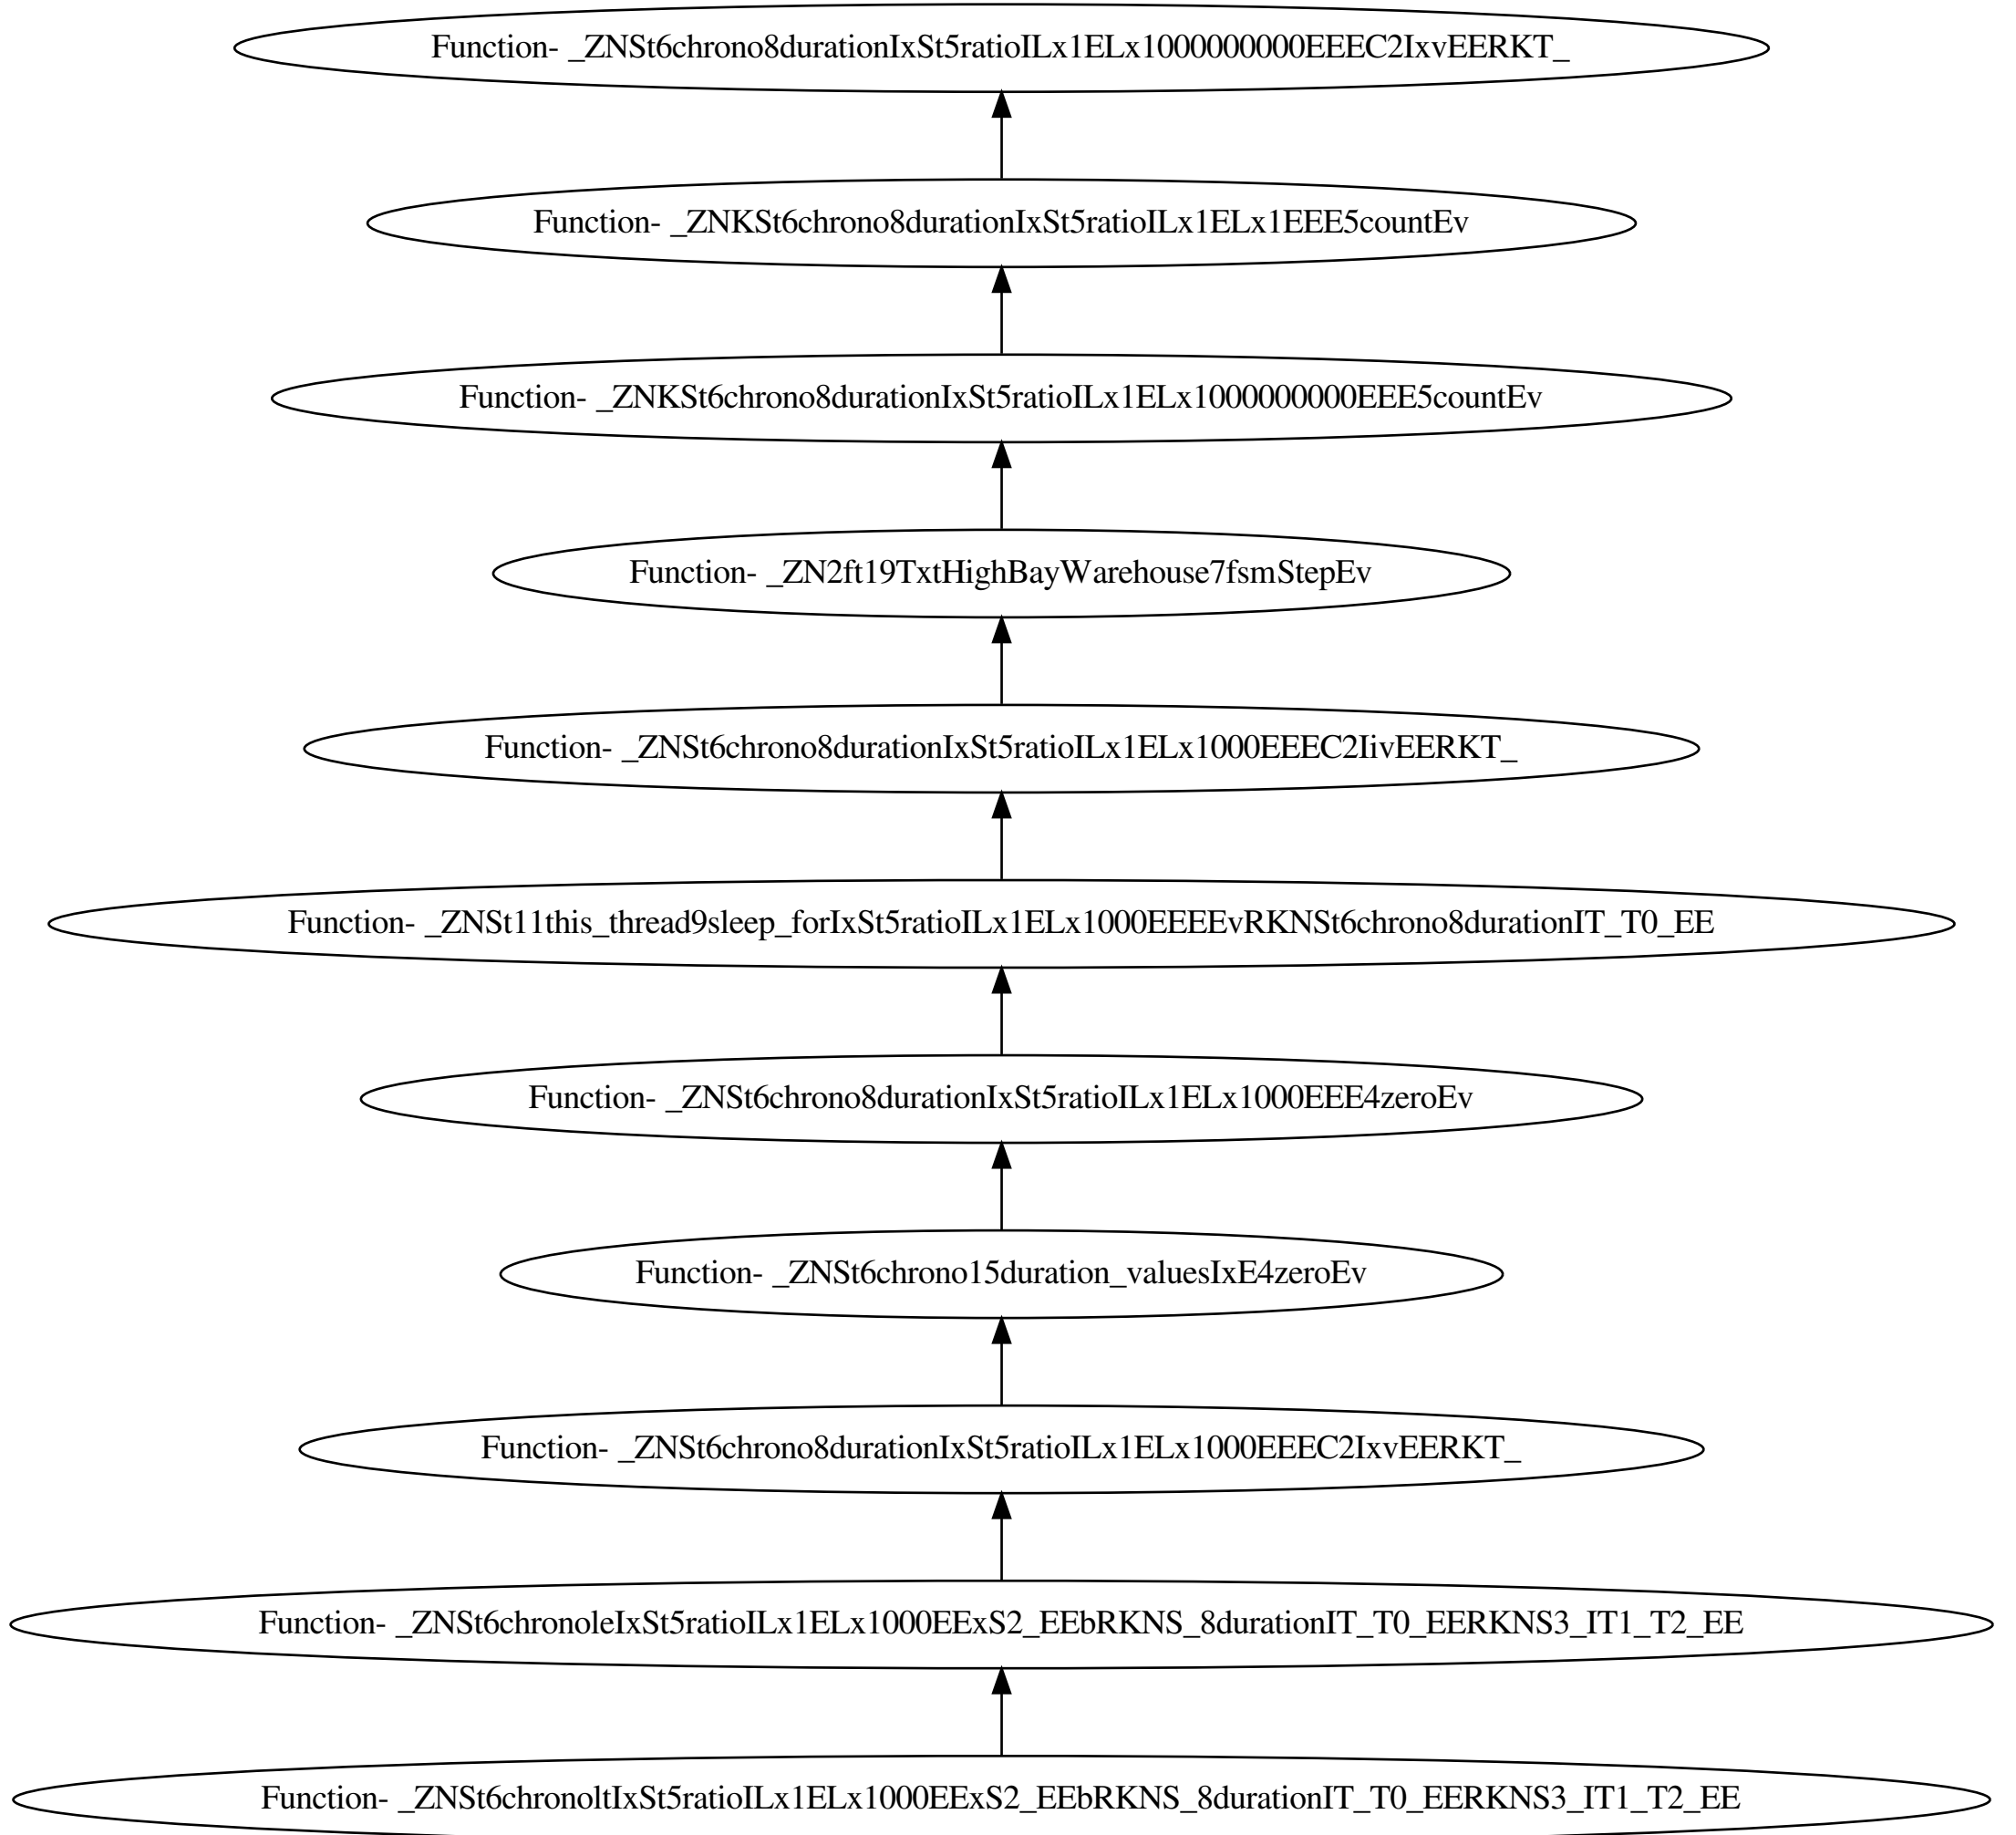 Function- _ZNSt6chrono8durationIxSt5ratioILx1ELx1000000000EEEC2IxvEERKT_
Function- _ZNKSt6chrono8durationIxSt5ratioILx1ELx1EEE5countEv
Function- _ZNKSt6chrono8durationIxSt5ratioILx1ELx1000000000EEE5countEv
Function- _ZN2ft19TxtHighBayWarehouse7fsmStepEv
Function- _ZNSt6chrono8durationIxSt5ratioILx1ELx1000EEEC2IivEERKT_
Function- _ZNSt11this_thread9sleep_forIxSt5ratioILx1ELx1000EEEEvRKNSt6chrono8durationIT_T0_EE
Function- _ZNSt6chrono8durationIxSt5ratioILx1ELx1000EEE4zeroEv
Function- _ZNSt6chrono15duration_valuesIxE4zeroEv
Function- _ZNSt6chrono8durationIxSt5ratioILx1ELx1000EEEC2IxvEERKT_
Function- _ZNSt6chronoleIxSt5ratioILx1ELx1000EExS2_EEbRKNS_8durationIT_T0_EERKNS3_IT1_T2_EE
Function- _ZNSt6chronoltIxSt5ratioILx1ELx1000EExS2_EEbRKNS_8durationIT_T0_EERKNS3_IT1_T2_EE